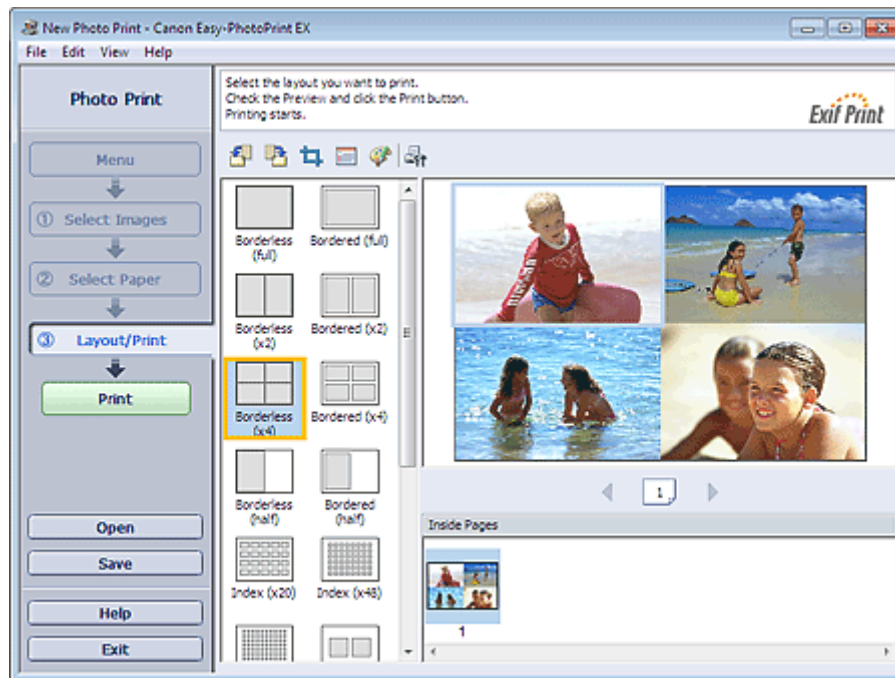 New Photo Print - Canon Easy-PhotoPrint EX
File Edit View Help
Photo Print
Select the layout you want to print.
Check the Preview and click the Print button.
Printing starts.
Exif Print
Menu
① Select Images
② Select Paper
③ Layout/Print
Print
Open
Save
Help
Exit
Borderless (full)
Bordered (full)
Borderless (x2)
Bordered (x2)
Borderless (x4)
Bordered (x4)
Borderless (half)
Bordered (half)
Index (x20)
Index (x48)
1
Inside Pages
1